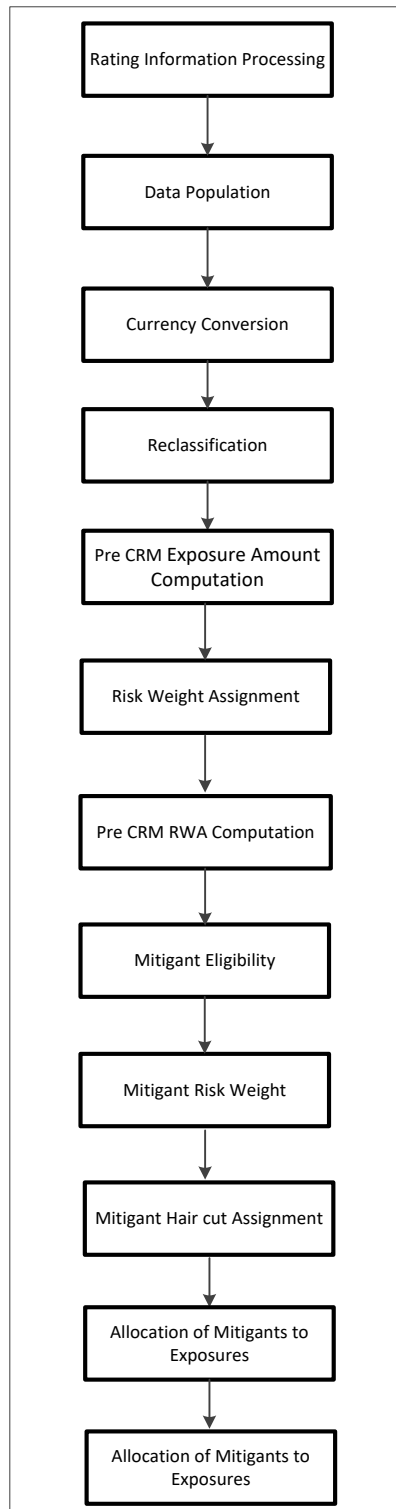 Rating Information Processing
Data Population
Currency Conversion
Reclassification
Pre CRM Exposure Amount
Computation
Risk Weight Assignment
Pre CRM RWA Computation
Mitigant Eligibility
Mitigant Risk Weight
Mitigant Hair cut Assignment
Allocation of Mitigants to
Exposures
Allocation of Mitigants to
Exposures